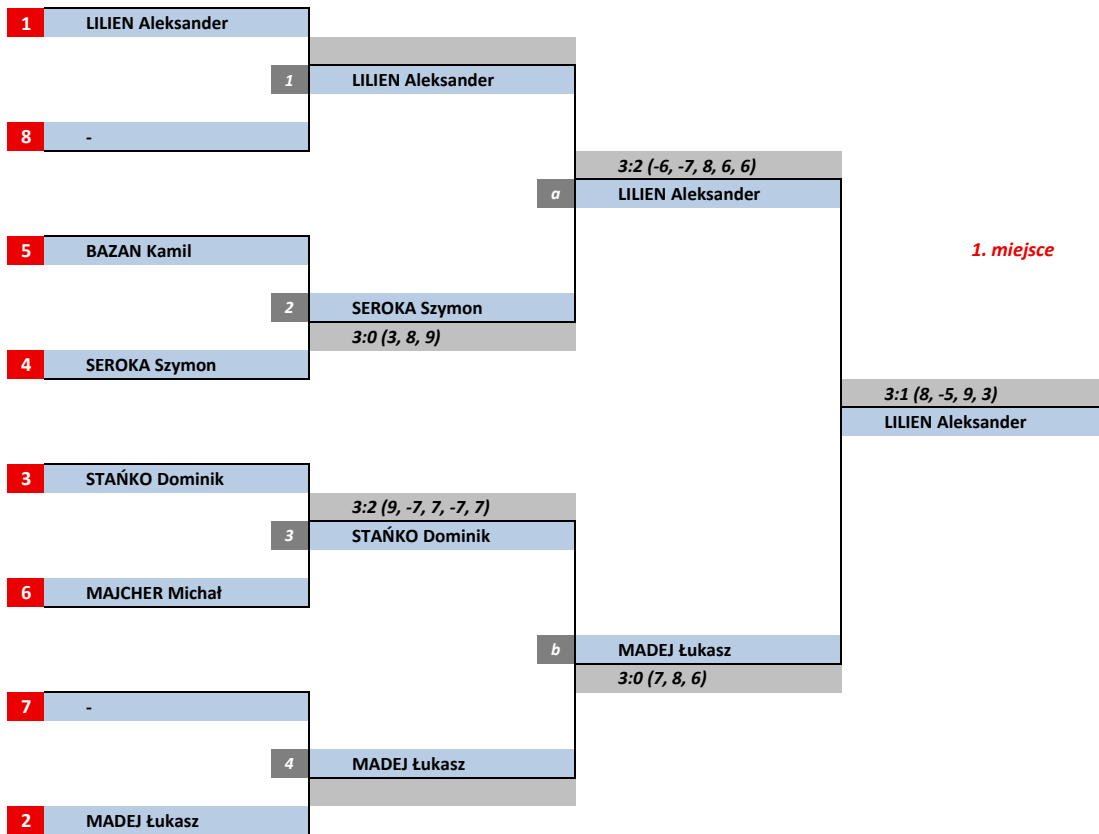 1 LILIEN Aleksander
1 LILIEN Aleksander
8 -
3:2 (-6, -7, 8, 6, 6)
a LILIEN Aleksander
5 BAZAN Kamil
1. miejsce
2 SEROKA Szymon
3:0 (3, 8, 9)
4 SEROKA Szymon
3:1 (8, -5, 9, 3)
LILIEN Aleksander
3 STAŃKO Dominik
3:2 (9, -7, 7, -7, 7)
3 STAŃKO Dominik
6 MAJCHER Michał
b MADEJ Łukasz
3:0 (7, 8, 6)
7 -
4 MADEJ Łukasz
2 MADEJ Łukasz